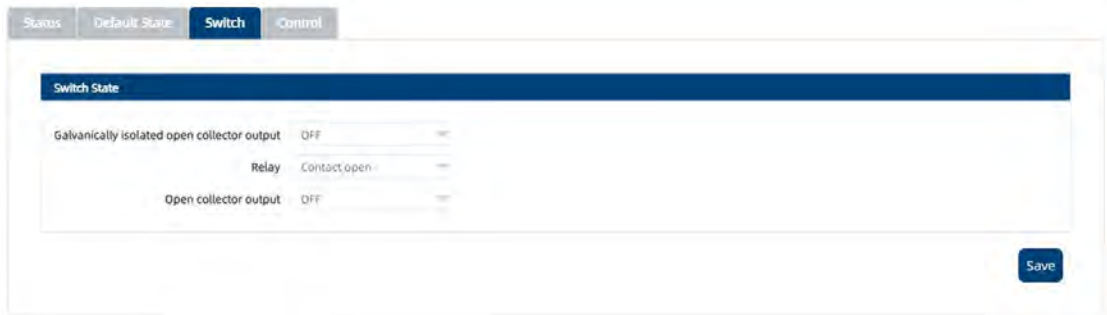 Status Default State Switch Control
Switch State
Galvanically isolated open collector output OFF
Relay Contact open
Open collector output OFF
Save